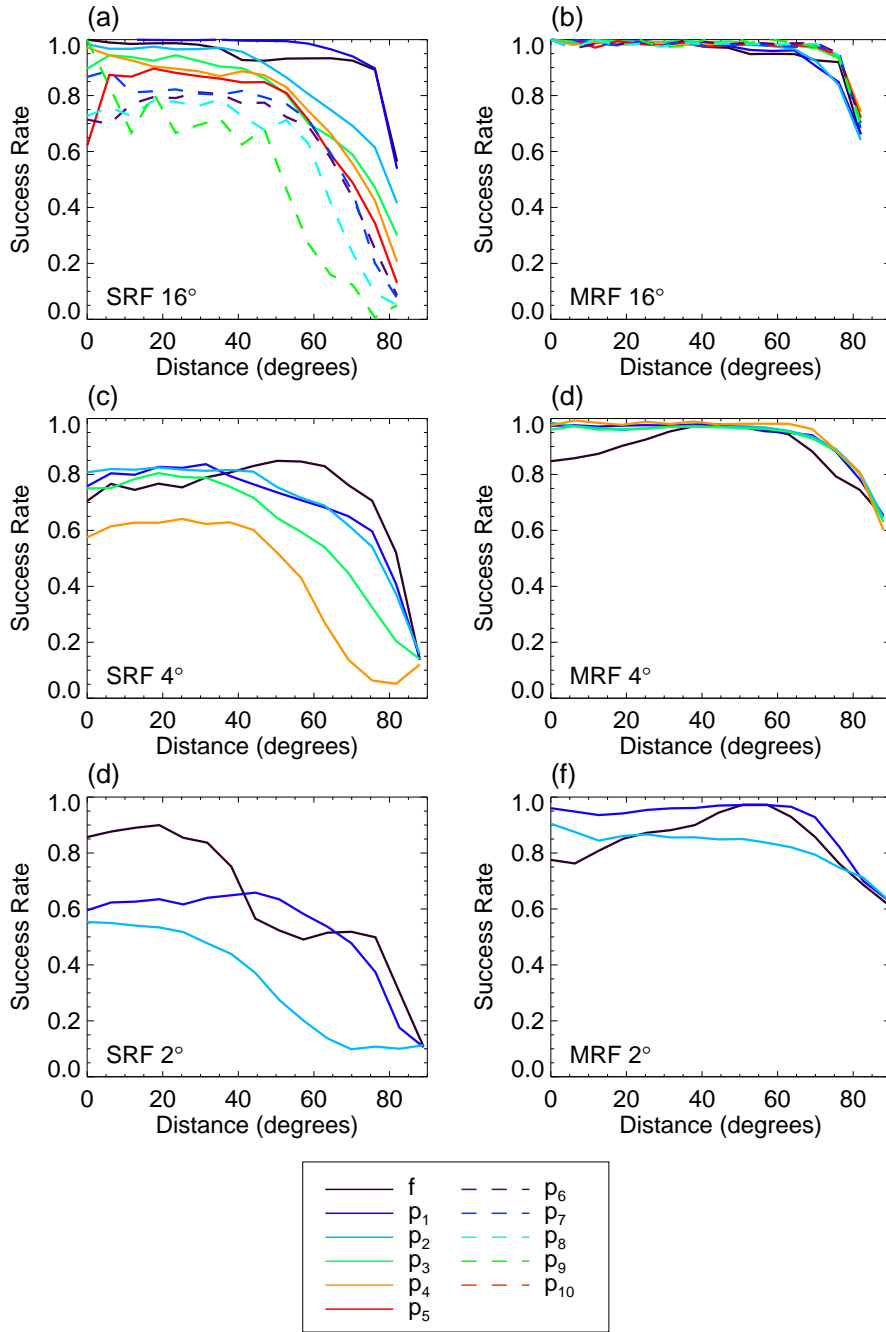 (a)
1.0
0.8
0.6
0.4
0.2
0.0
Success Rate
SRF 16°
0 20 40 60 80
Distance (degrees)
(b)
1.0
0.8
0.6
0.4
0.2
0.0
Success Rate
MRF 16°
0 20 40 60 80
Distance (degrees)
(c)
1.0
0.8
0.6
0.4
0.2
0.0
Success Rate
SRF 4°
0 20 40 60 80
Distance (degrees)
(d)
1.0
0.8
0.6
0.4
0.2
0.0
Success Rate
MRF 4°
0 20 40 60 80
Distance (degrees)
(d)
1.0
0.8
0.6
0.4
0.2
0.0
Success Rate
SRF 2°
0 20 40 60 80
Distance (degrees)
(f)
1.0
0.8
0.6
0.4
0.2
0.0
Success Rate
MRF 2°
0 20 40 60 80
Distance (degrees)
f
p₁
p₂
p₃
p₄
p₅
p₆
p₇
p₈
p₉
p₁₀